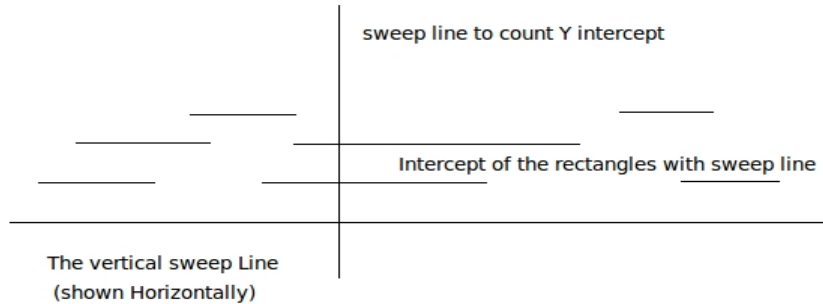 sweep line to count Y intercept
Intercept of the rectangles with sweep line
The vertical sweep Line
(shown Horizontally)